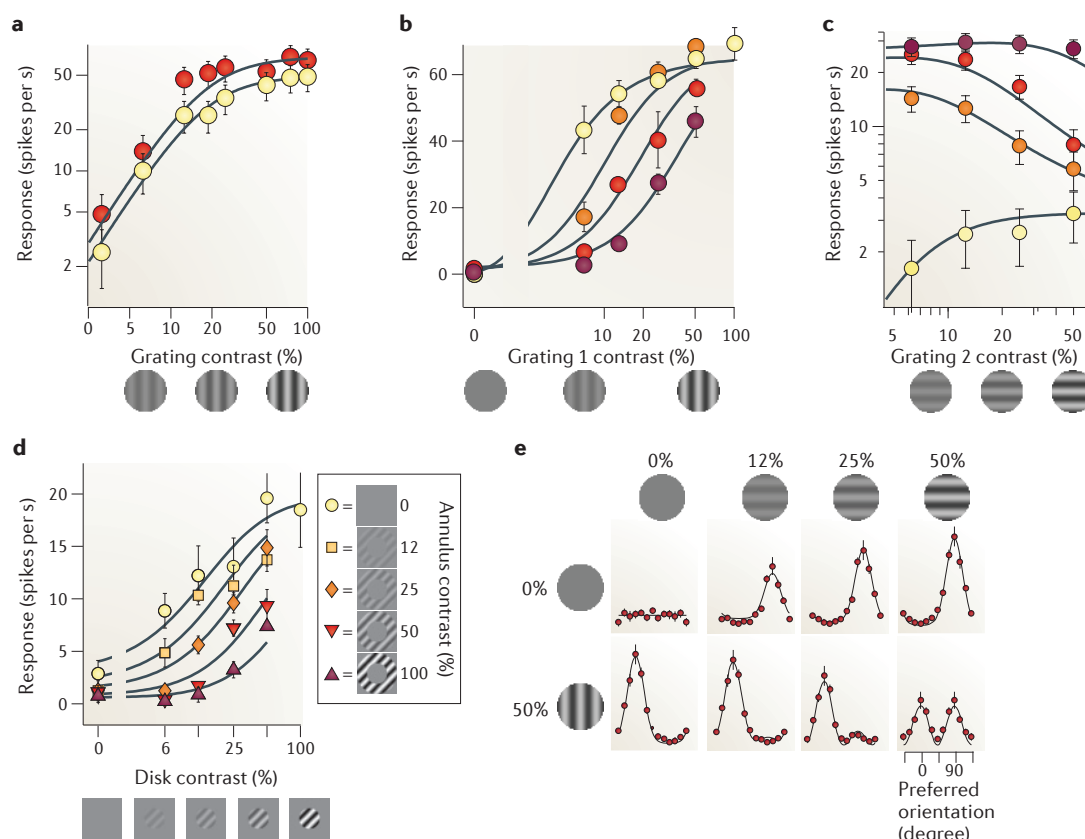 a
Response (spikes per s)
50
20
10
5
2
0 5 10 20 50 100
Grating contrast (%)
b
Response (spikes per s)
60
40
20
0
0 10 20 50 100
Grating 1 contrast (%)
c
Response (spikes per s)
20
10
5
2
5 10 20 50
Grating 2 contrast (%)
d
Response (spikes per s)
20
15
10
5
0
0 6 25 100
Disk contrast (%)
= 0
= 12
= 25
= 50
= 100
Annulus contrast (%)
e
0% 12% 25% 50%
0%
50%
0 90
Preferred
orientation
(degree)